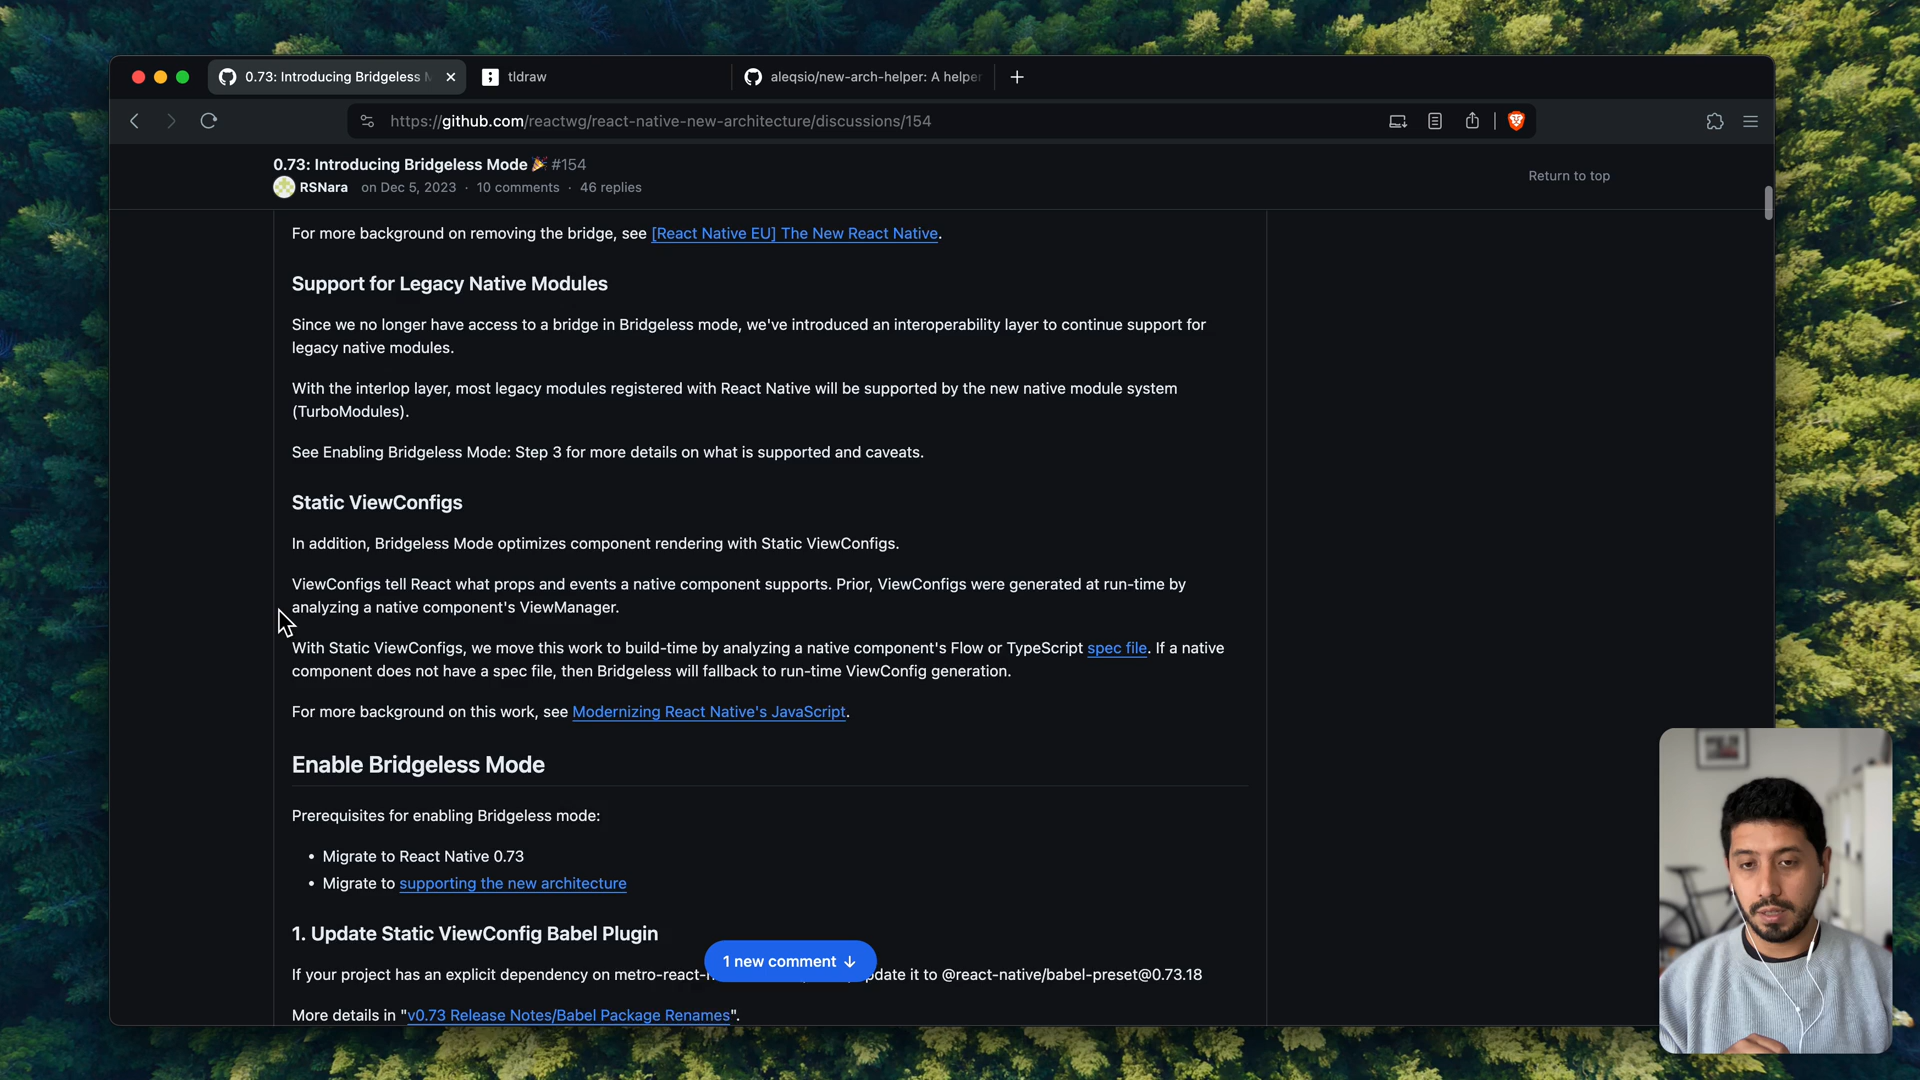 0.73: Introducing Bridgeless M
tldraw
aleqsio/new-arch-helper: A helper
https://github.com/reactwg/react-native-new-architecture/discussions/154
0.73: Introducing Bridgeless Mode 🎉 #154
RSNara on Dec 5, 2023 · 10 comments · 46 replies
Return to top
For more background on removing the bridge, see [React Native EU] The New React Native.
Support for Legacy Native Modules
Since we no longer have access to a bridge in Bridgeless mode, we've introduced an interoperability layer to continue support for
legacy native modules.
With the interlop layer, most legacy modules registered with React Native will be supported by the new native module system
(TurboModules).
See Enabling Bridgeless Mode: Step 3 for more details on what is supported and caveats.
Static ViewConfigs
In addition, Bridgeless Mode optimizes component rendering with Static ViewConfigs.
ViewConfigs tell React what props and events a native component supports. Prior, ViewConfigs were generated at run-time by
analyzing a native component's ViewManager.
With Static ViewConfigs, we move this work to build-time by analyzing a native component's Flow or TypeScript spec file. If a native
component does not have a spec file, then Bridgeless will fallback to run-time ViewConfig generation.
For more background on this work, see Modernizing React Native's JavaScript.
Enable Bridgeless Mode
Prerequisites for enabling Bridgeless mode:
• Migrate to React Native 0.73
• Migrate to supporting the new architecture
1. Update Static ViewConfig Babel Plugin
1 new comment ↓
If your project has an explicit dependency on metro-react- date it to @react-native/babel-preset@0.73.18
More details in "v0.73 Release Notes/Babel Package Renames".